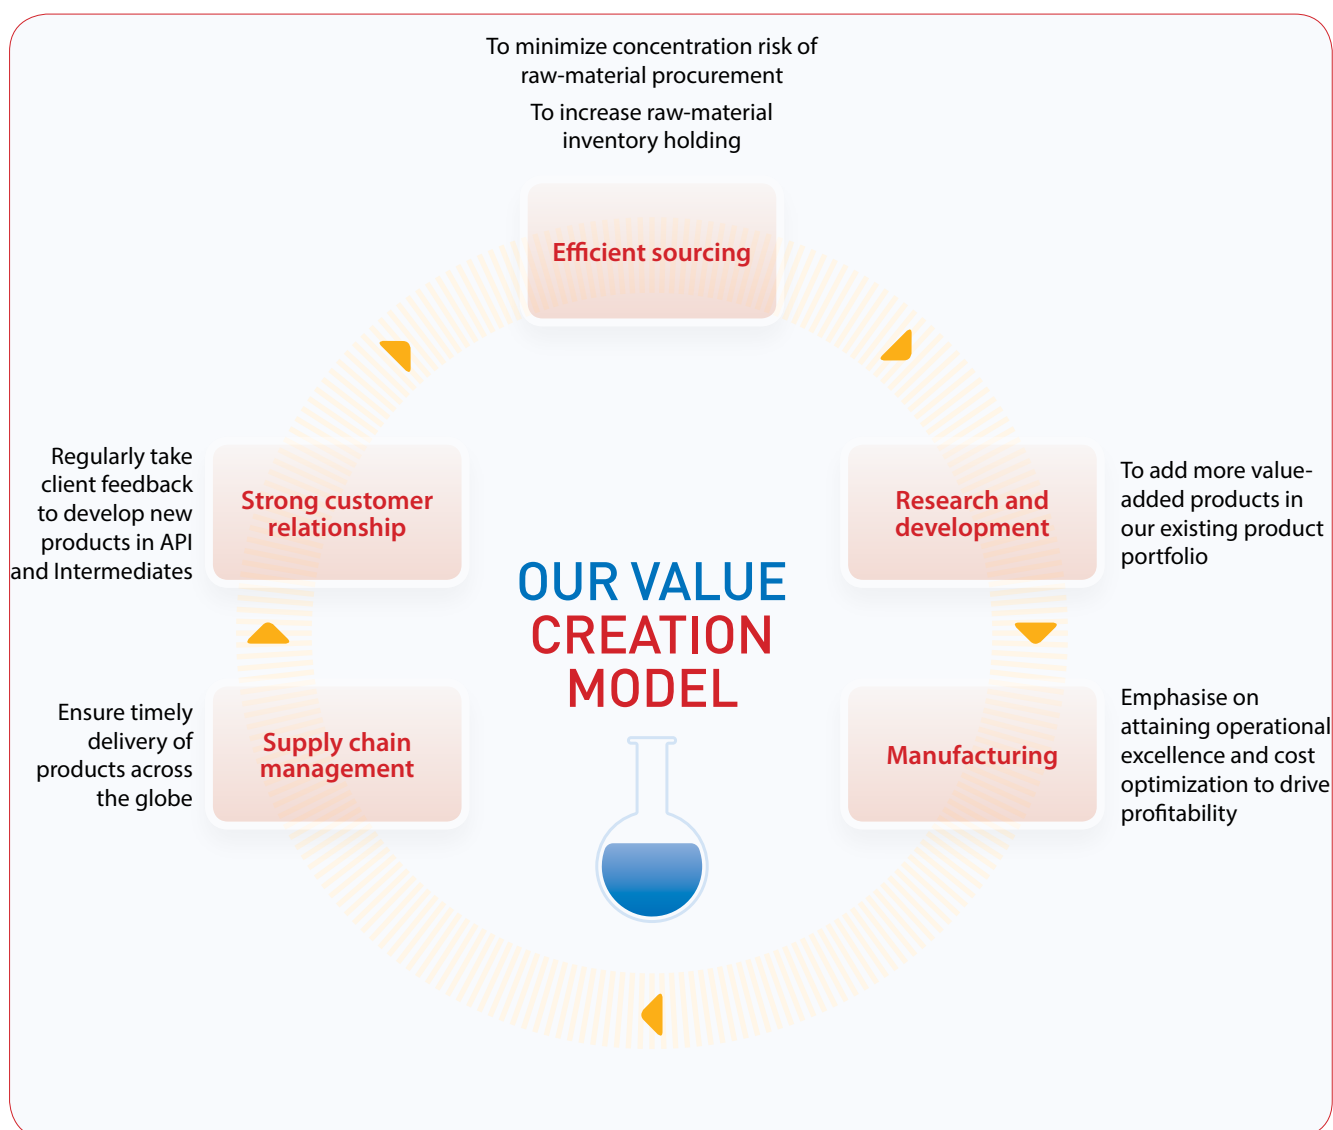 To minimize concentration risk of
raw-material procurement
To increase raw-material
inventory holding
Efficient sourcing
Regularly take
client feedback
to develop new
products in API
and Intermediates
Strong customer
relationship
Research and
development
To add more value-
added products in
our existing product
portfolio
OUR VALUE
CREATION
MODEL
Ensure timely
delivery of
products across
the globe
Supply chain
management
Manufacturing
Emphasise on
attaining operational
excellence and cost
optimization to drive
profitability